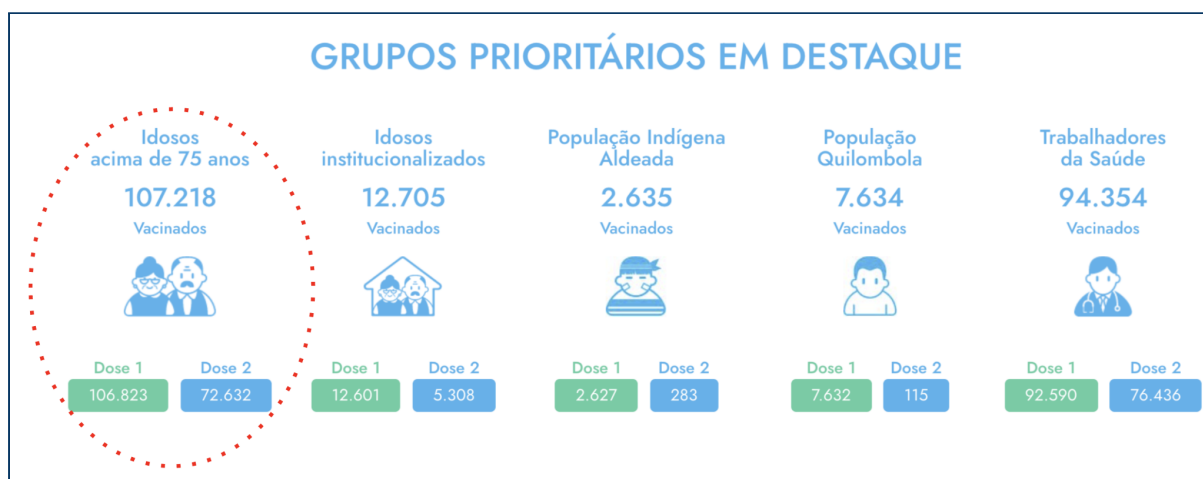 GRUPOS PRIORITÁRIOS EM DESTAQUE
Idosos
acima de 75 anos
107.218
Vacinados
Dose 1
Dose 2
106.823
72.632
Idosos
institucionalizados
12.705
Vacinados
Dose 1
Dose 2
12.601
5.308
População Indígena
Aldeada
2.635
Vacinados
Dose 1
Dose 2
2.627
283
População
Quilombola
7.634
Vacinados
Dose 1
Dose 2
7.632
115
Trabalhadores
da Saúde
94.354
Vacinados
Dose 1
Dose 2
92.590
76.436